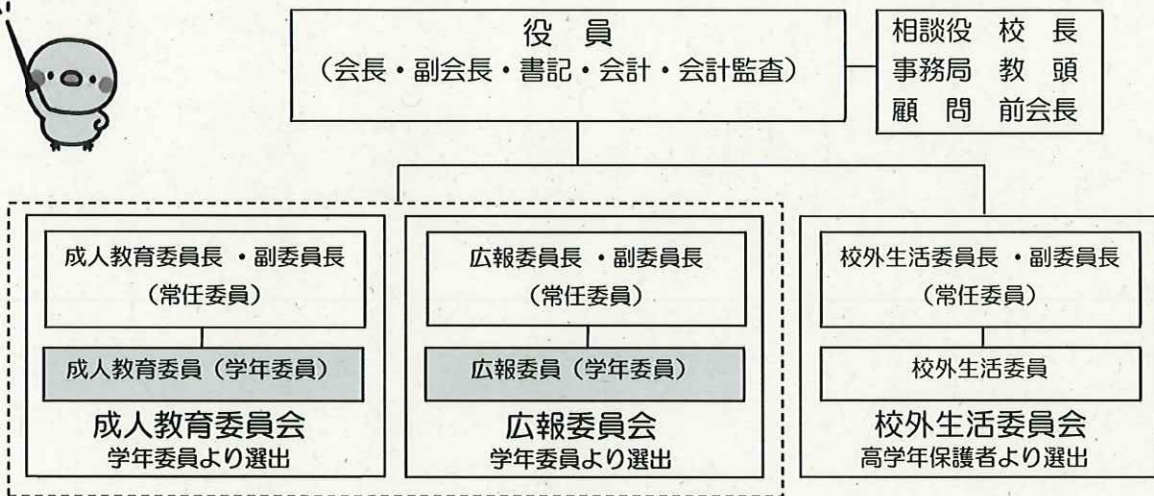 役 員
（会長・副会長・書記・会計・会計監査）
相談役 校 長
事務局 教 頭
顧 問 前会長
成人教育委員長 ・副委員長
（常任委員）
成人教育委員（学年委員）
成人教育委員会
学年委員より選出
広報委員長 ・副委員長
（常任委員）
広報委員（学年委員）
広報委員会
学年委員より選出
校外生活委員長 ・副委員長
（常任委員）
校外生活委員
校外生活委員会
高学年保護者より選出